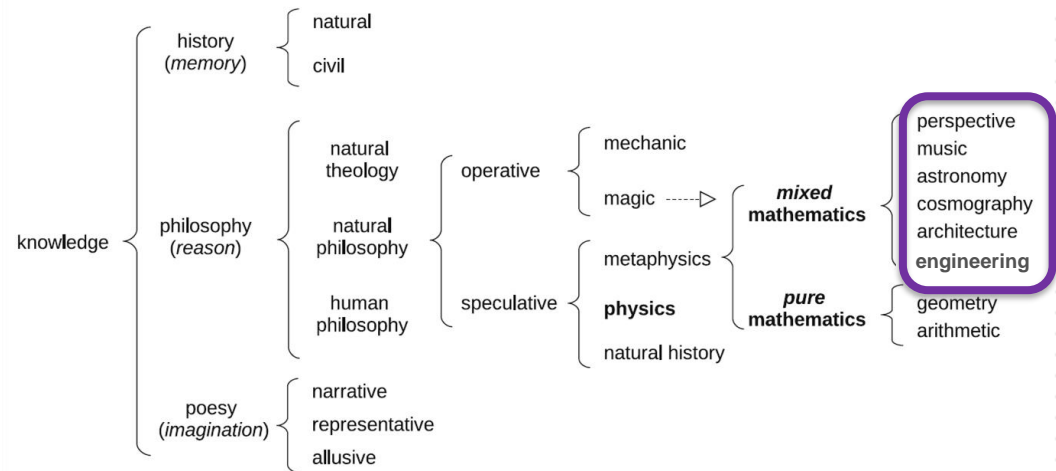 knowledge
history
(memory)
natural
civil
philosophy
(reason)
natural
theology
natural
philosophy
human
philosophy
operative
mechanic
magic
speculative
metaphysics
physics
natural history
mixed
mathematics
perspective
music
astronomy
cosmography
architecture
engineering
pure
mathematics
geometry
arithmetic
poesy
(imagination)
narrative
representative
allusive